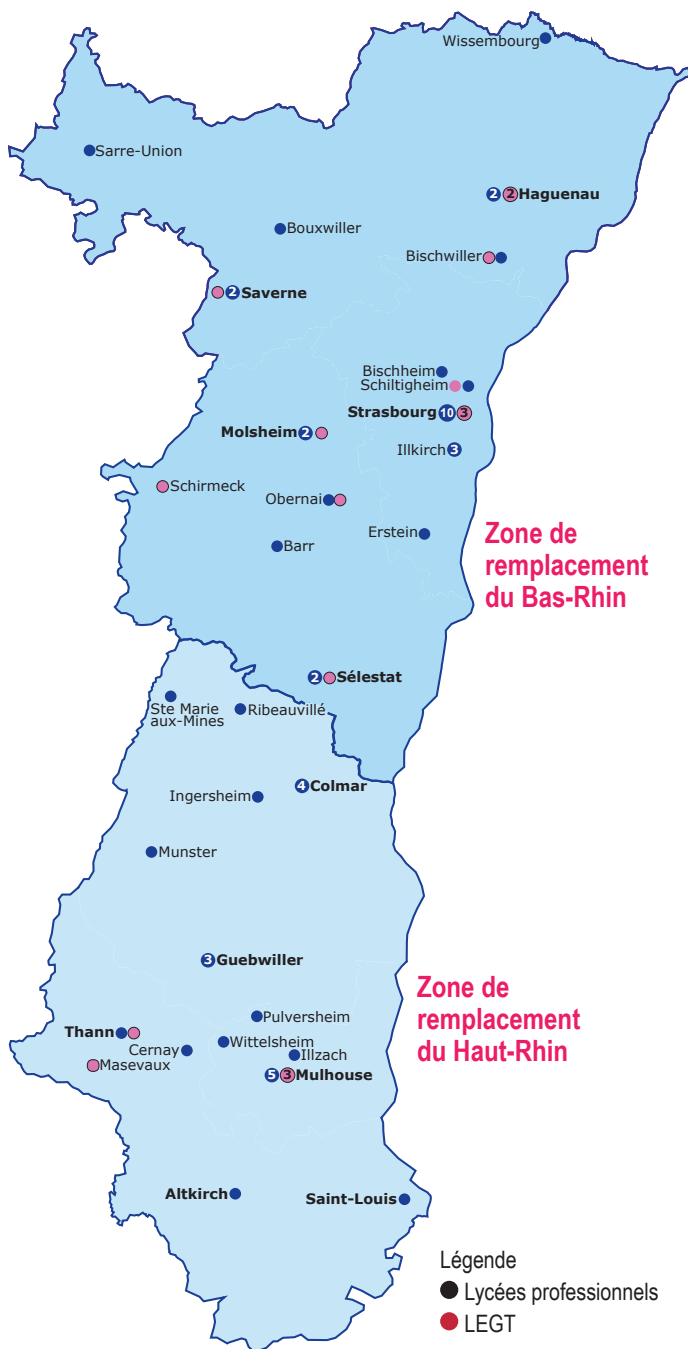 Wissembourg
Sarre-Union
2 2 Haguenau
Bouxwiller
Bischwiller
2 Saverne
Bischheim
Schiltigheim
Strasbourg 10 3
Molsheim 2
Illkirch 3
Schirmeck
Obernai
Erstein
Barr
Zone de
remplacement
du Bas-Rhin
2 Sélestat
Ste Marie
aux-Mines
Ribeauvillé
4 Colmar
Ingersheim
Munster
3 Guebwiller
Zone de
remplacement
du Haut-Rhin
Pulversheim
Thann
Wittelsheim
Cernay
Illzach
Masevaux
5 3 Mulhouse
Altkirch
Saint-Louis
Légende
Lycées professionnels
LEGT